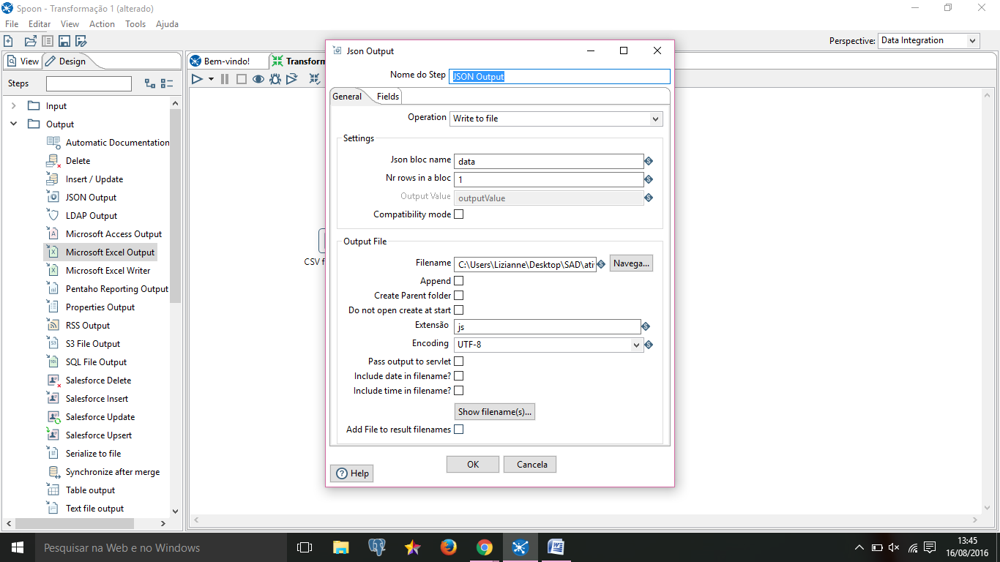 Spoon - Transformação 1 (alterado)
File Editar View Action Tools Ajuda
Perspective: Data Integration
View Design
Bem-vindo! Transform
Steps
Input
Output
Automatic Documentation
Delete
Insert / Update
JSON Output
LDAP Output
Microsoft Access Output
Microsoft Excel Output
Microsoft Excel Writer
Pentaho Reporting Output
Properties Output
RSS Output
S3 File Output
SQL File Output
Salesforce Delete
Salesforce Insert
Salesforce Update
Salesforce Upsert
Serialize to file
Synchronize after merge
Table output
Text file output
CSV f
Json Output
Nome do Step JSON Output
General Fields
Operation Write to file
Settings
Json bloc name data
Nr rows in a bloc 1
Output Value outputValue
Compatibility mode
Output File
Filename C:\Users\Lizianne\Desktop\SAD\ati Navega...
Append
Create Parent folder
Do not open create at start
Extensão js
Encoding UTF-8
Pass output to servlet
Include date in filename?
Include time in filename?
Show filename(s)...
Add File to result filenames
OK Cancela
Help
Pesquisar na Web e no Windows
13:45
16/08/2016